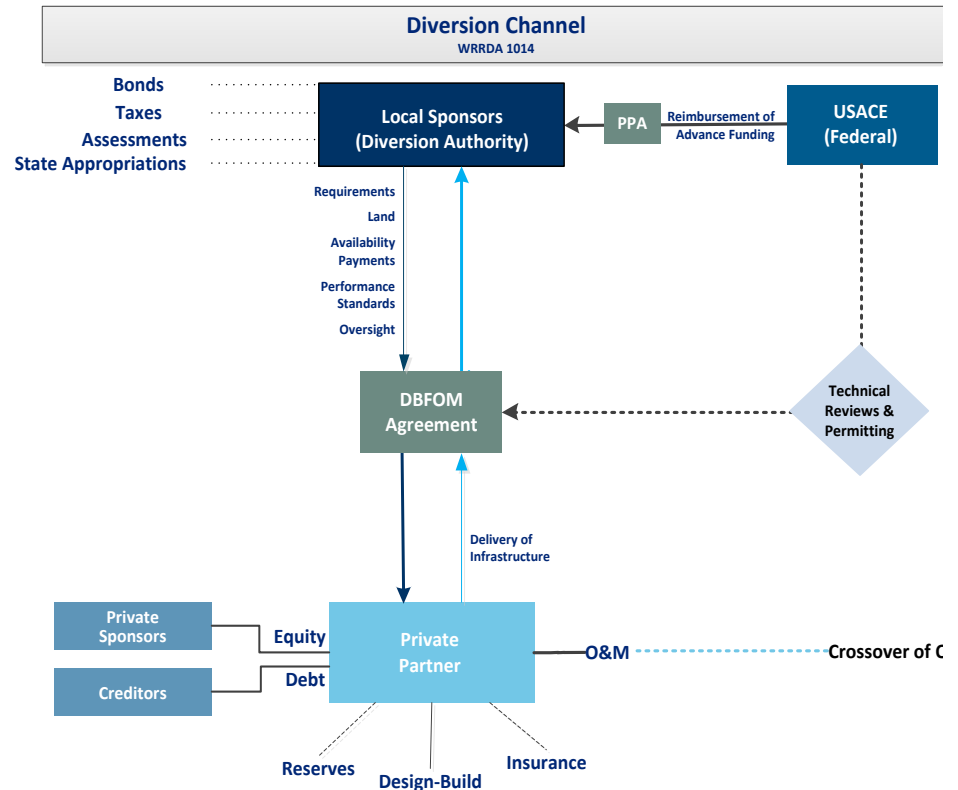 Diversion Channel
WRRDA 1014
Bonds
Taxes
Assessments
State Appropriations
Local Sponsors
(Diversion Authority)
PPA
Reimbursement of
Advance Funding
USACE
(Federal)
Requirements
Land
Availability
Payments
Performance
Standards
Oversight
DBFOM
Agreement
Technical
Reviews &
Permitting
Delivery of
Infrastructure
Private
Sponsors
Equity
Private
Partner
O&M
Crossover of
Creditors
Debt
Reserves
Design-Build
Insurance